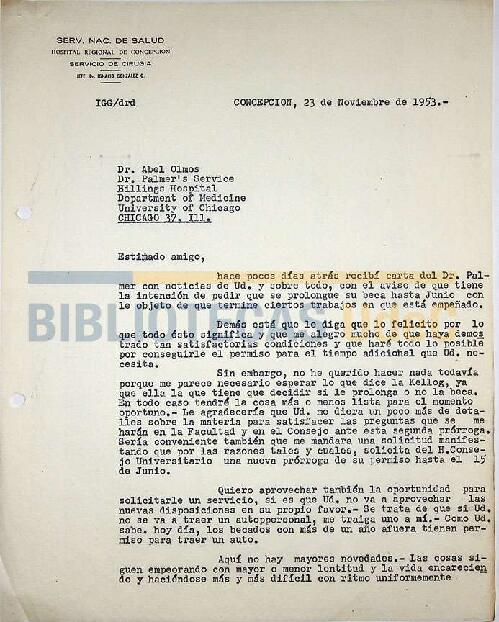 SERV. NAC. DE SALUD
HOSPITAL REGIONAL DE CONCEPCION
SERVICIO DE CIRUGIA
JEFE Dr. IGNACIO GONZALEZ G.
IGG/drd
CONCEPCION, 23 de Noviembre de 1953.-
Dr. Abel Olmos
Dr. Palmer's Service
Billings Hospital
Department of Medicine
University of Chicago
CHICAGO 37. Ill.
Estimado amigo,
hace pocos días atrás recibí carta del Dr. Pal-
mer con noticias de Ud. y sobre todo, con el aviso de que tiene
la intensión de pedir que se prolongue su beca hasta Junio con
le objeto de que termine ciertos trabajos en que está empeñado.
Demás está que lo diga que lo felicito por lo
que todo ésto significa y que me alegro mucho de que haya demos
trado tan satisfactorias condiciones y que haré todo lo posible
por conseguirle el permiso para el tiempo adicional que Ud. ne-
cesita.
Sin embargo, no he querido hacer nada todavía
porque me parece necesario esperar lo que dice la Kellog, ya
que ella la que tiene que decidir si le prolonga o no la beca.
En todo caso tendré la cosa más o menos lista para el momento
oportuno.- Le agradecería que Ud. me diera un poco más de deta-
lles sobre la materia para satisfacer las preguntas que se me
harán en la Facultad y en el Consejo ante esta segunda prórroga.
Sería conveniente también que me mandara una solicitud manifes-
tando que por las razones tales y cuales, solicita del H.Conse-
jo Universitario una nueva prórroga de su permiso hasta el 15
de Junio.
Quiero aprovechar también la oportunidad para
solicitarle un servicio, si es que Ud. no va a aprovechar las
nuevas disposiciones en su propio favor.- Se trata de que si Ud.
no se va a traer un auto personal, me traiga uno a mí.- Como Ud.
sabe, hoy día, los becados con más de un año afuera tienen per-
miso para traer un auto.
Aquí no hay mayores novedades.- Las cosas si-
guen empeorando con mayor o menor lentitud y la vida encarecien
do y haciéndose más y más difícil con ritmo uniformemente
BIBLIOTECAS